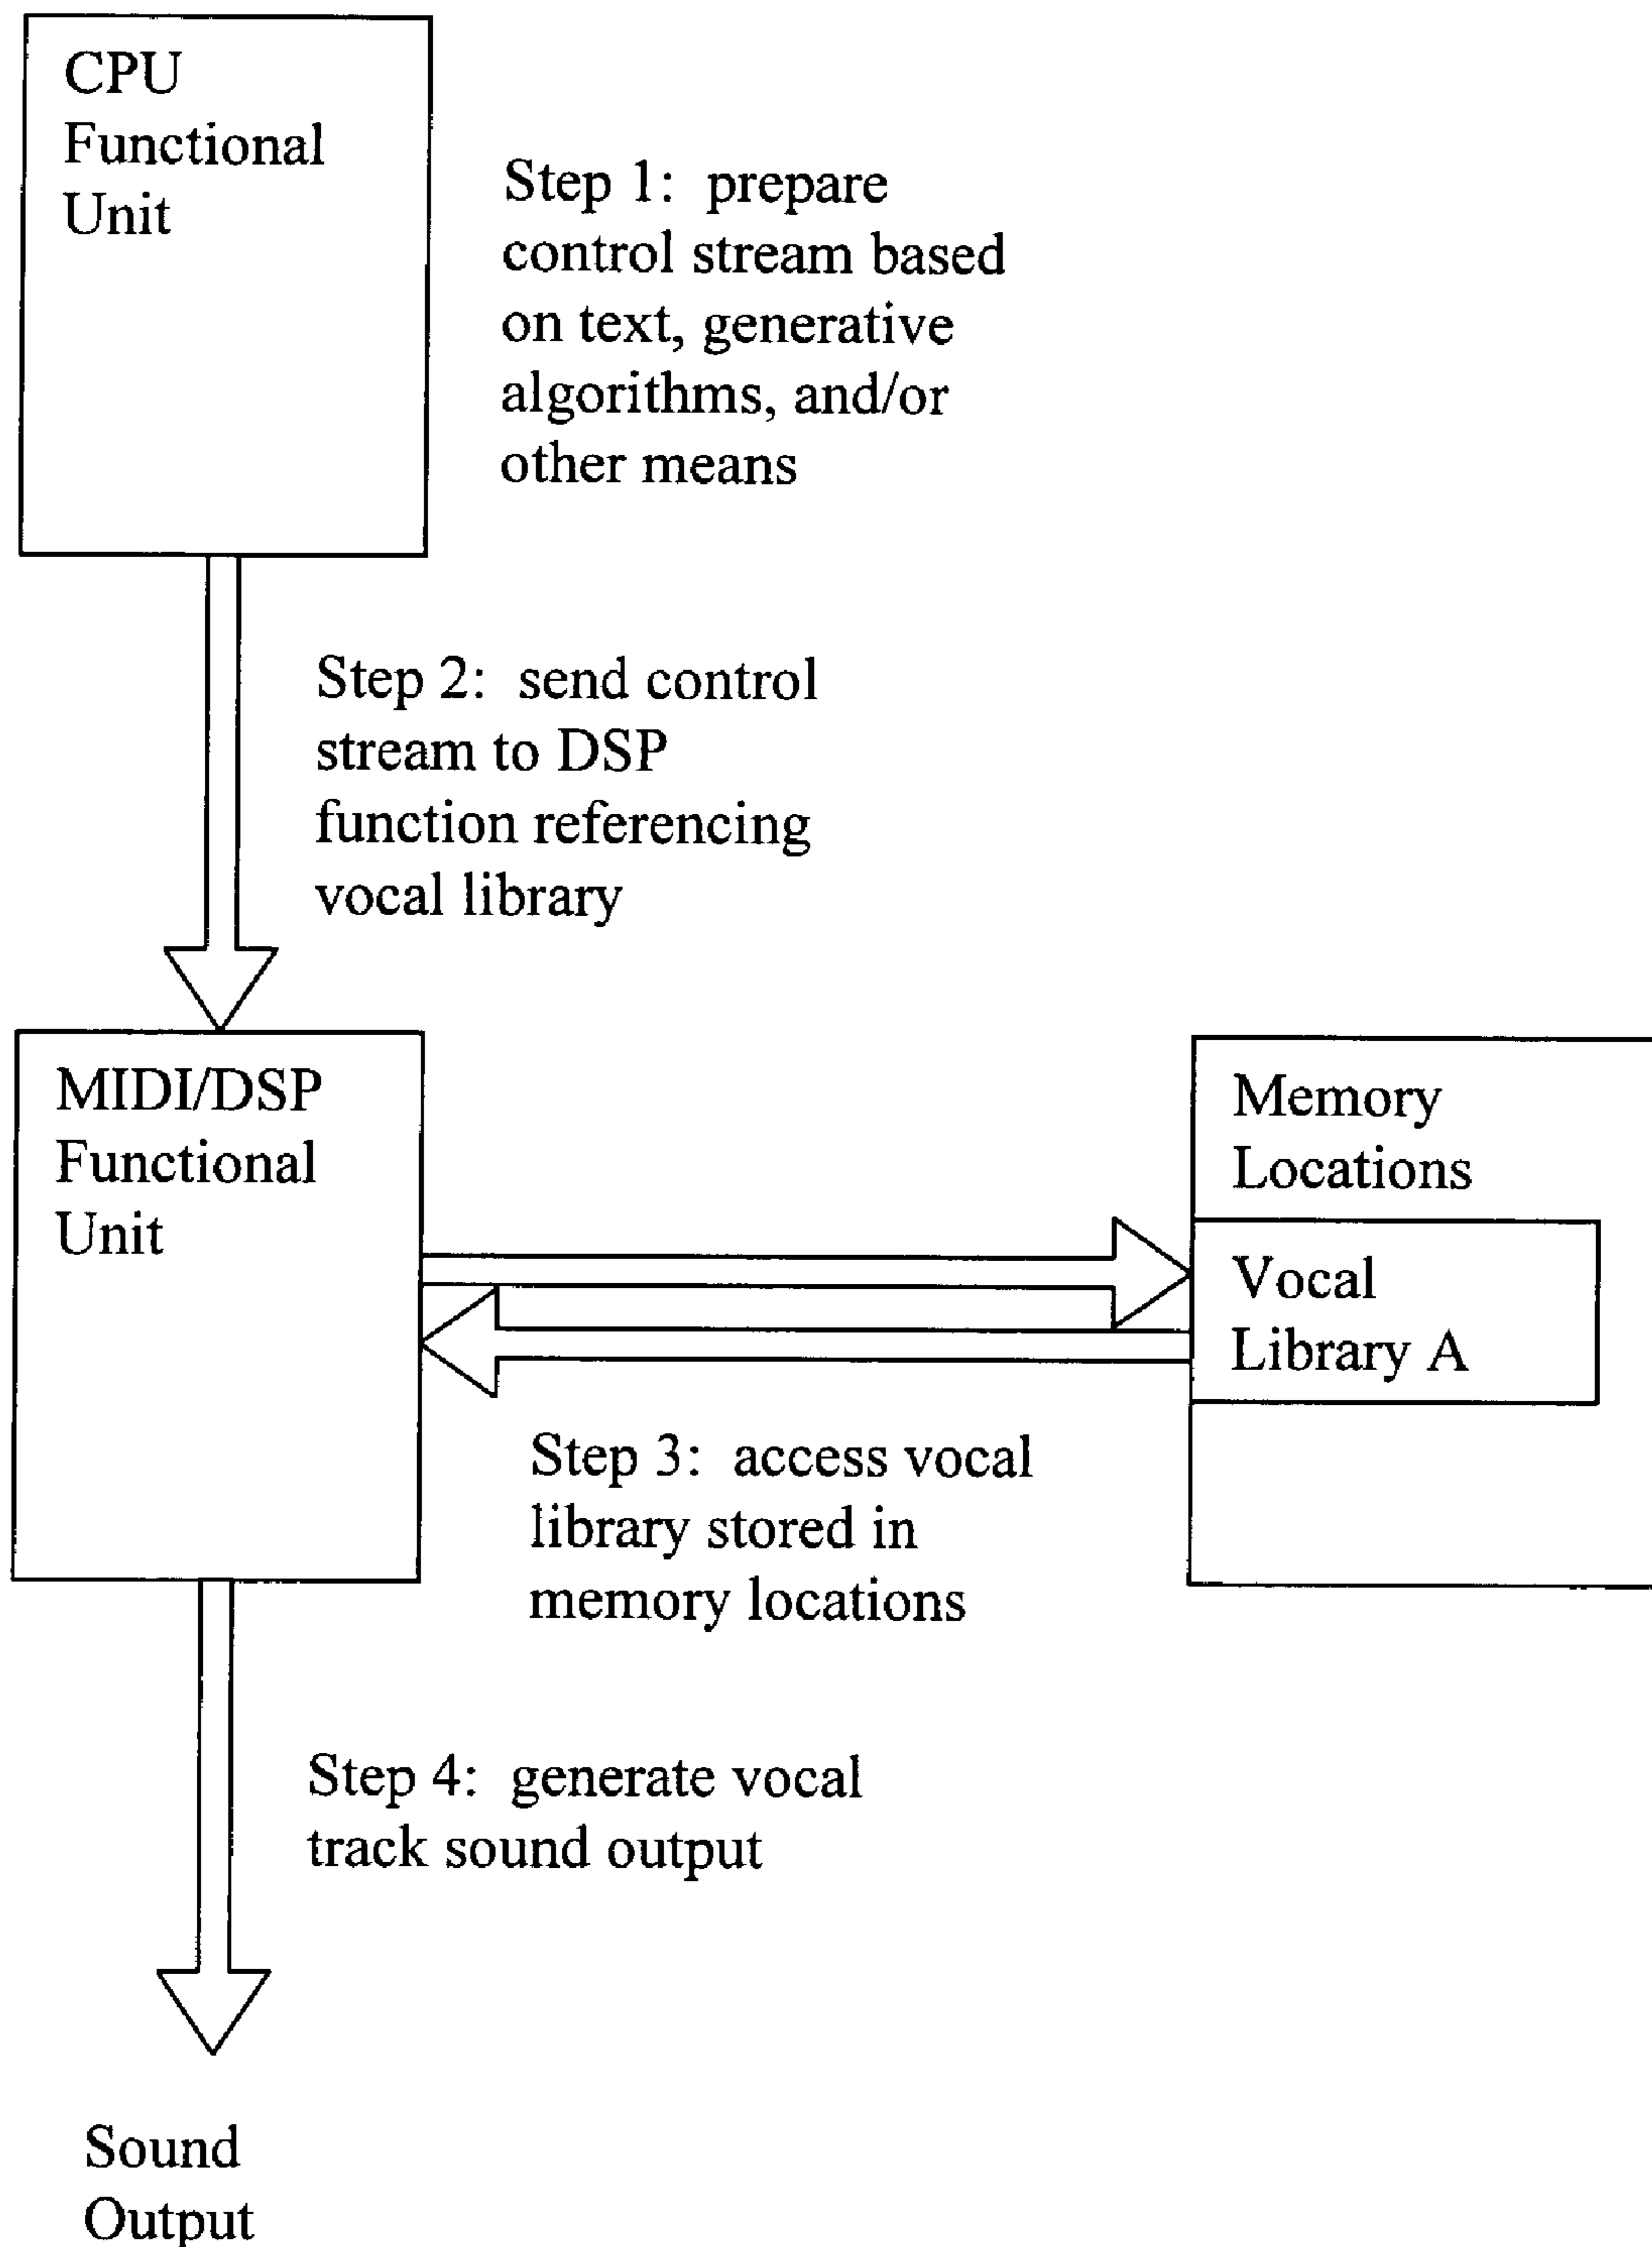 CPU
Functional
Unit
Step 1: prepare
control stream based
on text, generative
algorithms, and/or
other means
Step 2: send control
stream to DSP
function referencing
vocal library
MIDI/DSP
Functional
Unit
Memory
Locations
Vocal
Library A
Step 3: access vocal
library stored in
memory locations
Step 4: generate vocal
track sound output
Sound
Output